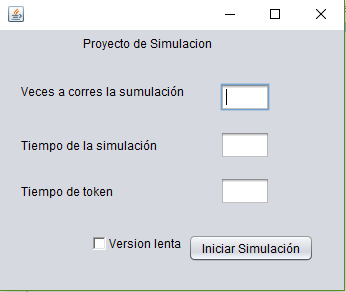 Proyecto de Simulacion
Veces a corres la sumulación
Tiempo de la simulación
Tiempo de token
Version lenta
Iniciar Simulación